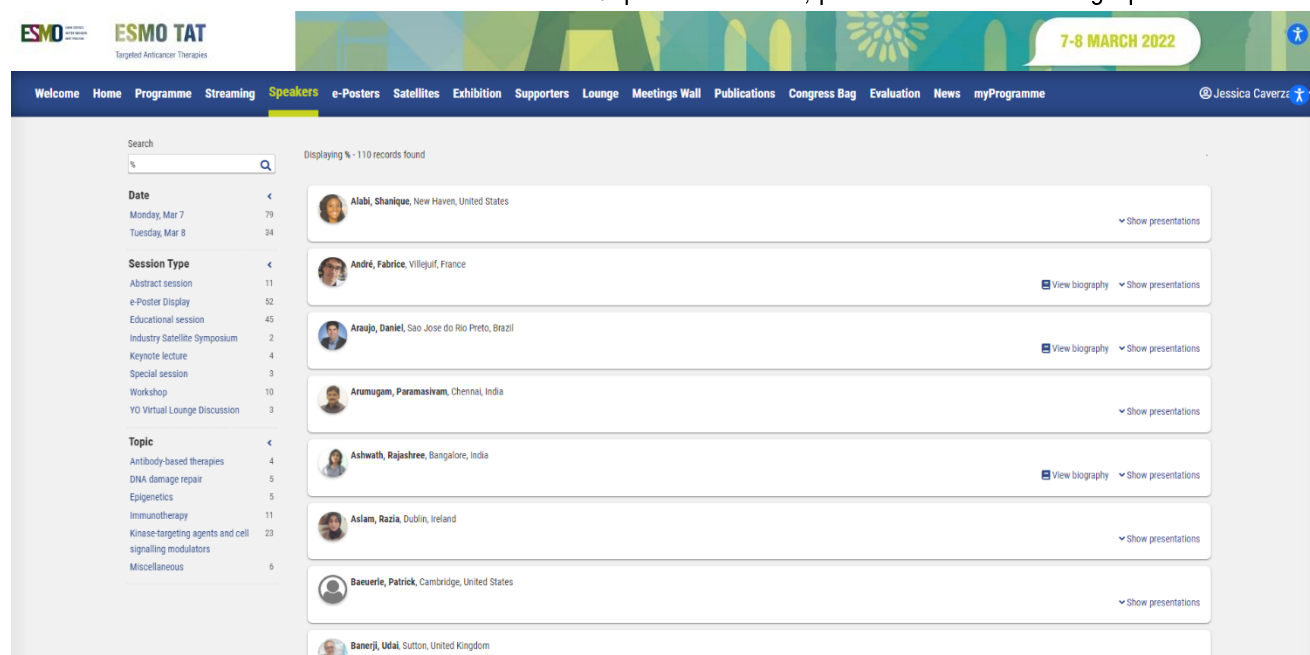 ESMO
ESMO TAT
Targeted Anticancer Therapies
7-8 MARCH 2022
Welcome Home Programme Streaming Speakers e-Posters Satellites Exhibition Supporters Lounge Meetings Wall Publications Congress Bag Evaluation News myProgramme Jessica Caverza
Search
%
Displaying % - 110 records found
Date
Monday, Mar 7 79
Tuesday, Mar 8 34
Session Type
Abstract session 11
e-Poster Display 52
Educational session 45
Industry Satellite Symposium 2
Keynote lecture 4
Special session 3
Workshop 10
YO Virtual Lounge Discussion 3
Topic
Antibody-based therapies 4
DNA damage repair 5
Epigenetics 5
Immunotherapy 11
Kinase-targeting agents and cell 23
signalling modulators
Miscellaneous 6
Alabi, Shanique, New Haven, United States
Show presentations
André, Fabrice, Villejuif, France
View biography Show presentations
Araujo, Daniel, Sao Jose do Rio Preto, Brazil
View biography Show presentations
Arumugam, Paramasivam, Chennai, India
Show presentations
Ashwath, Rajashree, Bangalore, India
View biography Show presentations
Aslam, Razia, Dublin, Ireland
Show presentations
Baeuerle, Patrick, Cambridge, United States
Show presentations
Banerji, Udai, Sutton, United Kingdom